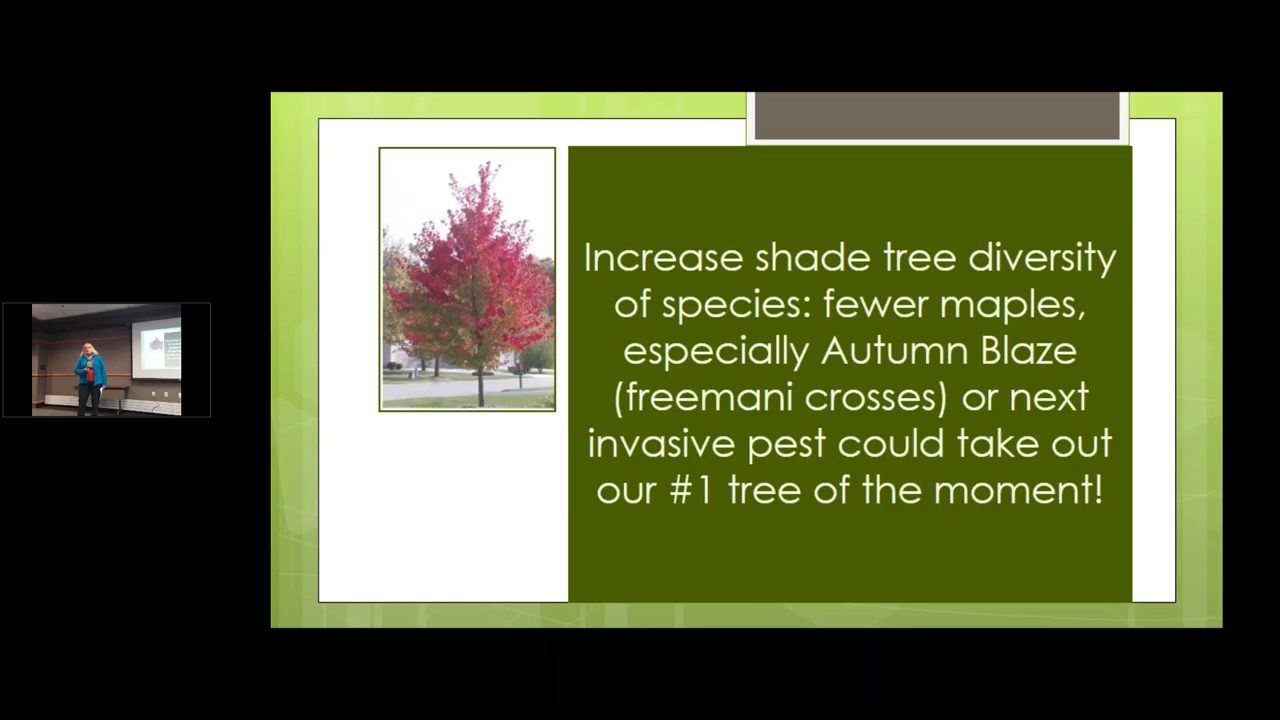 Increase shade tree diversity
of species: fewer maples,
especially Autumn Blaze
(freemani crosses) or next
invasive pest could take out
our #1 tree of the moment!